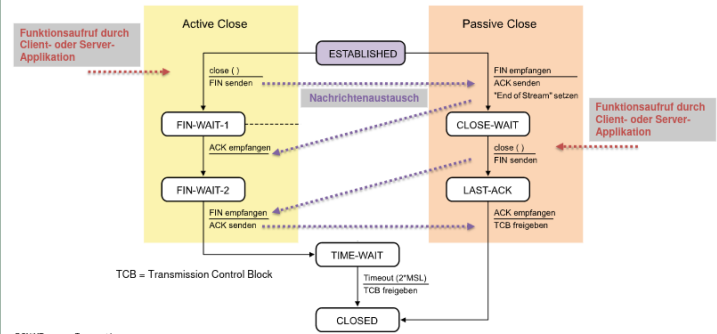 Active Close
Passive Close
Funktionsaufruf durch
Client- oder Server-
Applikation
ESTABLISHED
close ( )
FIN senden
FIN empfangen
ACK senden
"End of Stream" setzen
Nachrichtenaustausch
Funktionsaufruf durch
Client- oder Server-
Applikation
FIN-WAIT-1
CLOSE-WAIT
ACK empfangen
close ( )
FIN senden
FIN-WAIT-2
LAST-ACK
FIN empfangen
ACK senden
ACK empfangen
TCB freigeben
TIME-WAIT
TCB = Transmission Control Block
Timeout (2*MSL)
TCB freigeben
CLOSED